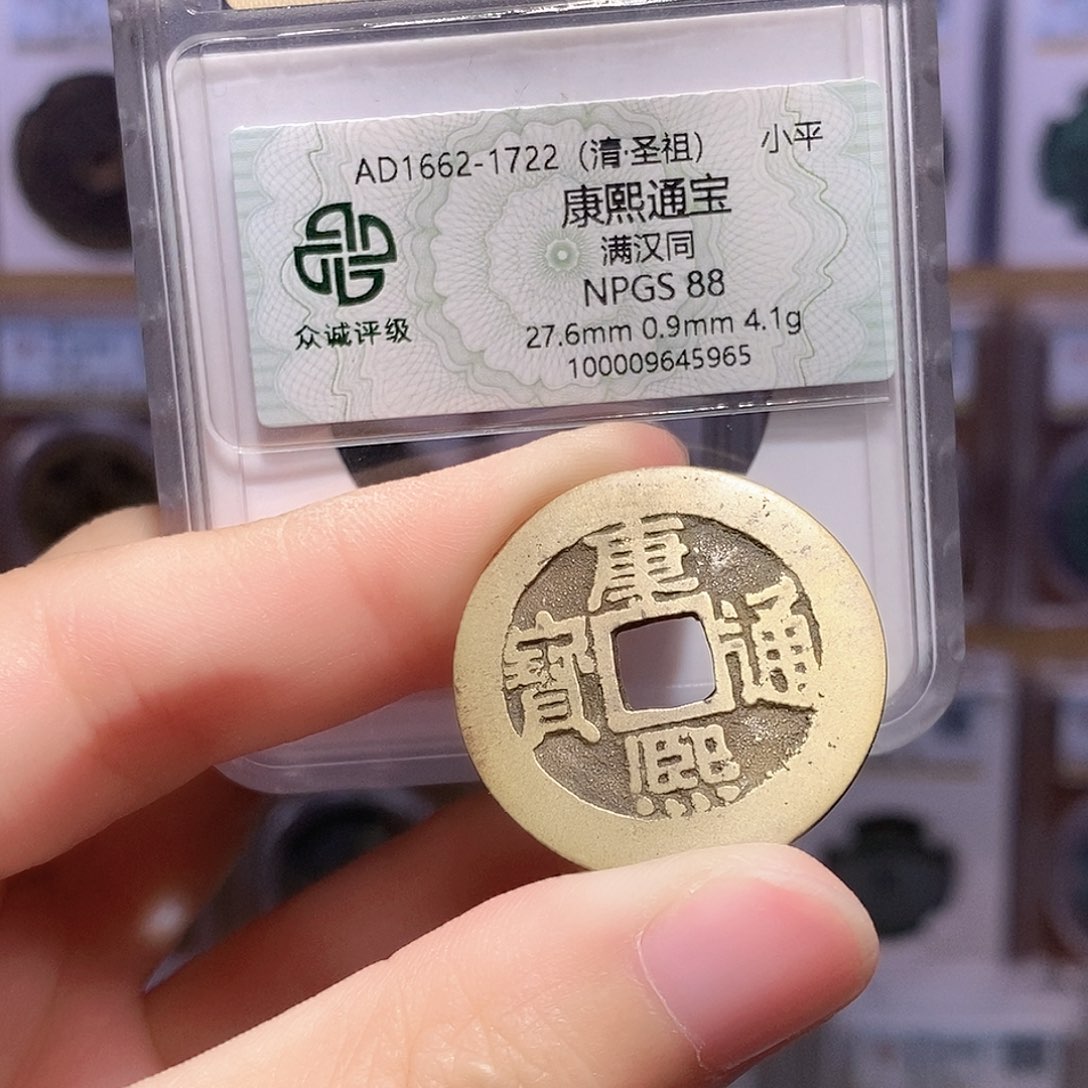 AD1662-1722（清·圣祖） 小平
康熙通宝
满汉同
NPGS 88
27.6mm 0.9mm 4.1g
100009645965
众诚评级
康熙通寶